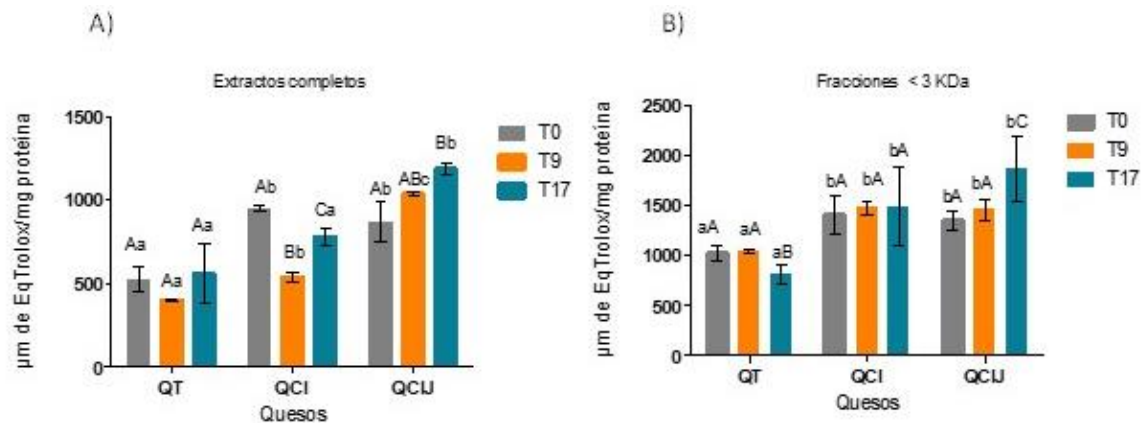 A)
Extractos completos
μm de EqTrolox/mg proteína
1500
1000
500
0
Aa
Aa
Aa
Ab
Bb
Ca
Ab
ABc
Bb
T0
T9
T17
QT
QCI
QCIJ
Quesos
B)
Fracciones < 3 KDa
μm de EqTrolox/mg proteína
2500
2000
1500
1000
500
0
aA
aA
aB
bA
bA
bA
bA
bA
bC
T0
T9
T17
QT
QCI
QCIJ
Quesos